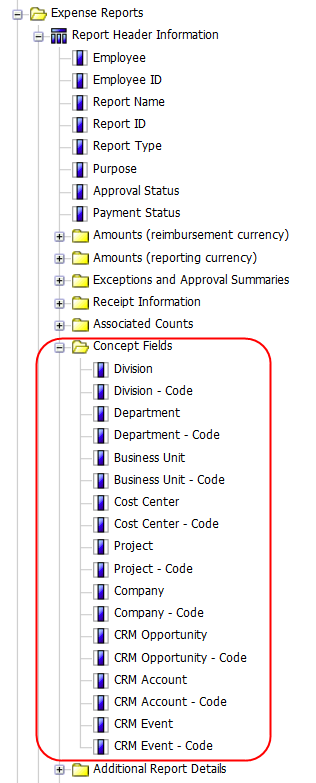 Expense Reports
Report Header Information
Employee
Employee ID
Report Name
Report ID
Report Type
Purpose
Approval Status
Payment Status
Amounts (reimbursement currency)
Amounts (reporting currency)
Exceptions and Approval Summaries
Receipt Information
Associated Counts
Concept Fields
Division
Division - Code
Department
Department - Code
Business Unit
Business Unit - Code
Cost Center
Cost Center - Code
Project
Project - Code
Company
Company - Code
CRM Opportunity
CRM Opportunity - Code
CRM Account
CRM Account - Code
CRM Event
CRM Event - Code
Additional Report Details